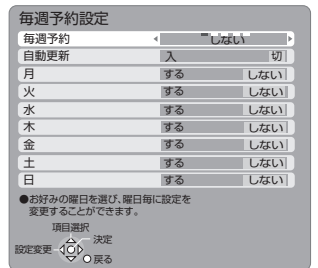 毎週予約設定
毎週予約 しない
自動更新 入 切
月 する しない
火 する しない
水 する しない
木 する しない
金 する しない
土 する しない
日 する しない
●お好みの曜日を選び、曜日毎に設定を
変更することができます。
項目選択
決定
設定変更
戻る